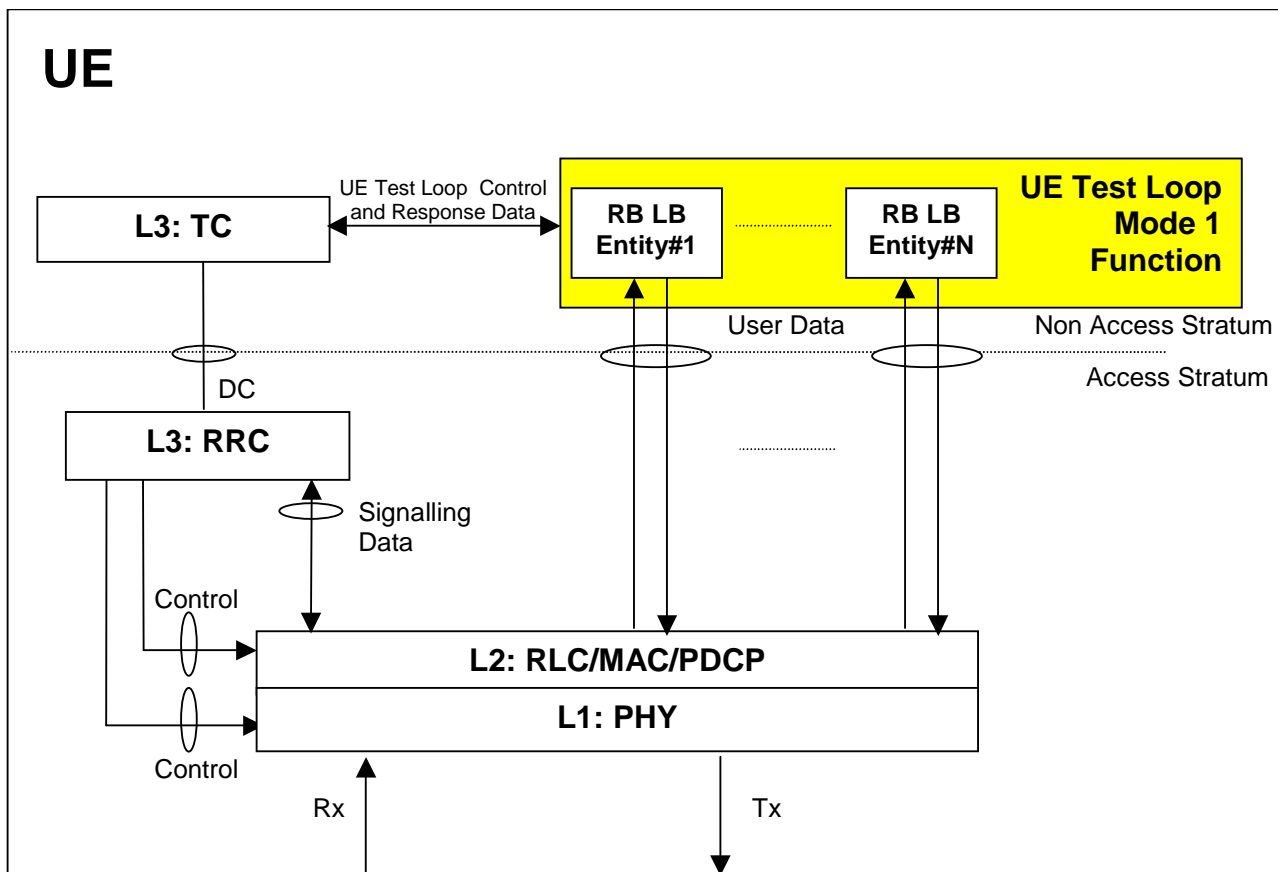 UE
UE Test Loop Control
and Response Data
L3: TC
RB LB
Entity#1
RB LB
Entity#N
UE Test Loop
Mode 1
Function
User Data
Non Access Stratum
DC
Access Stratum
L3: RRC
Signalling
Data
Control
L2: RLC/MAC/PDCP
L1: PHY
Control
Rx
Tx